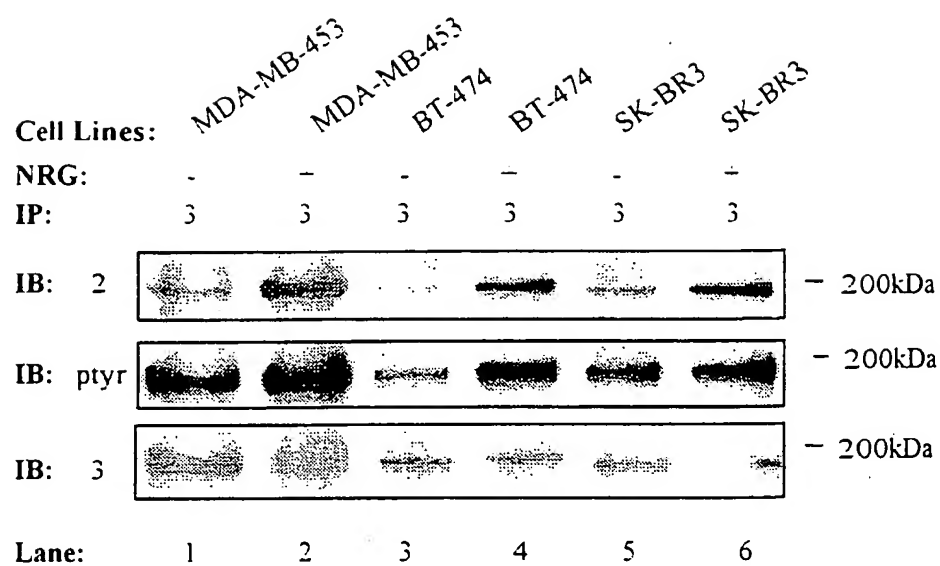 MDA-MB-453 MDA-MB-453 BT-474 BT-474 SK-BR3 SK-BR3
Cell Lines:
NRG: - + - + - +
IP: 3 3 3 3 3 3
IB: 2 – 200kDa
IB: ptyr – 200kDa
IB: 3 – 200kDa
Lane: 1 2 3 4 5 6